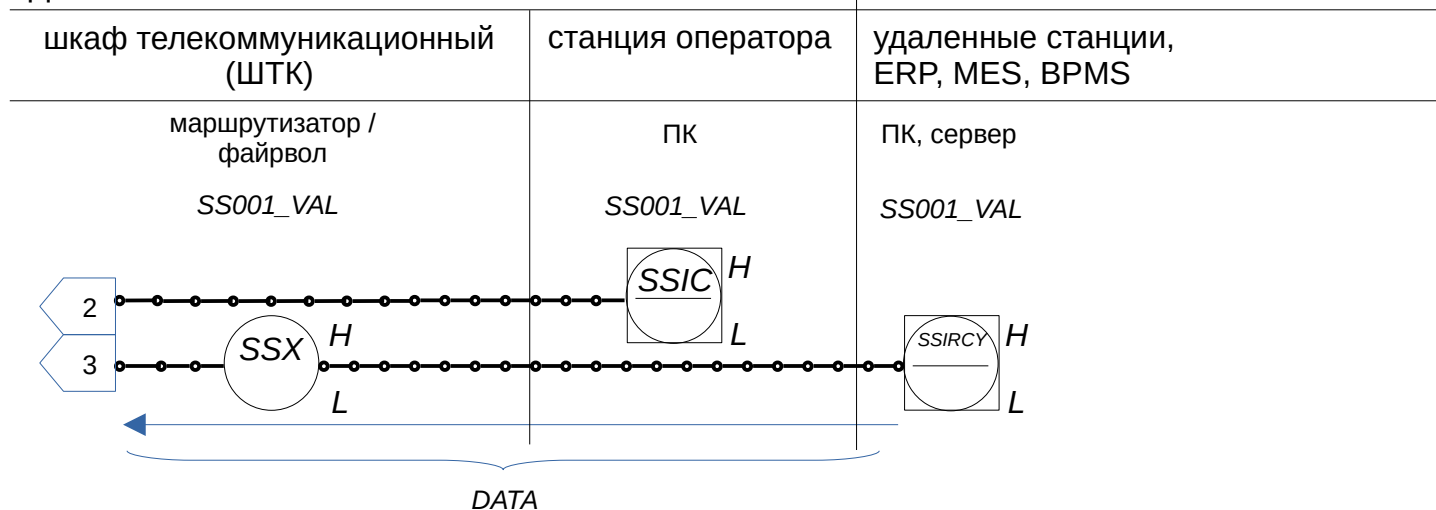 шкаф телекоммуникационный
(ШТК)
станция оператора
удаленные станции,
ERP, MES, BPMS
маршрутизатор /
файрвол
ПК
ПК, сервер
SS001_VAL
SS001_VAL
SS001_VAL
SSIC
H
L
2
3
SSX
H
L
SSIRCY
H
L
DATA